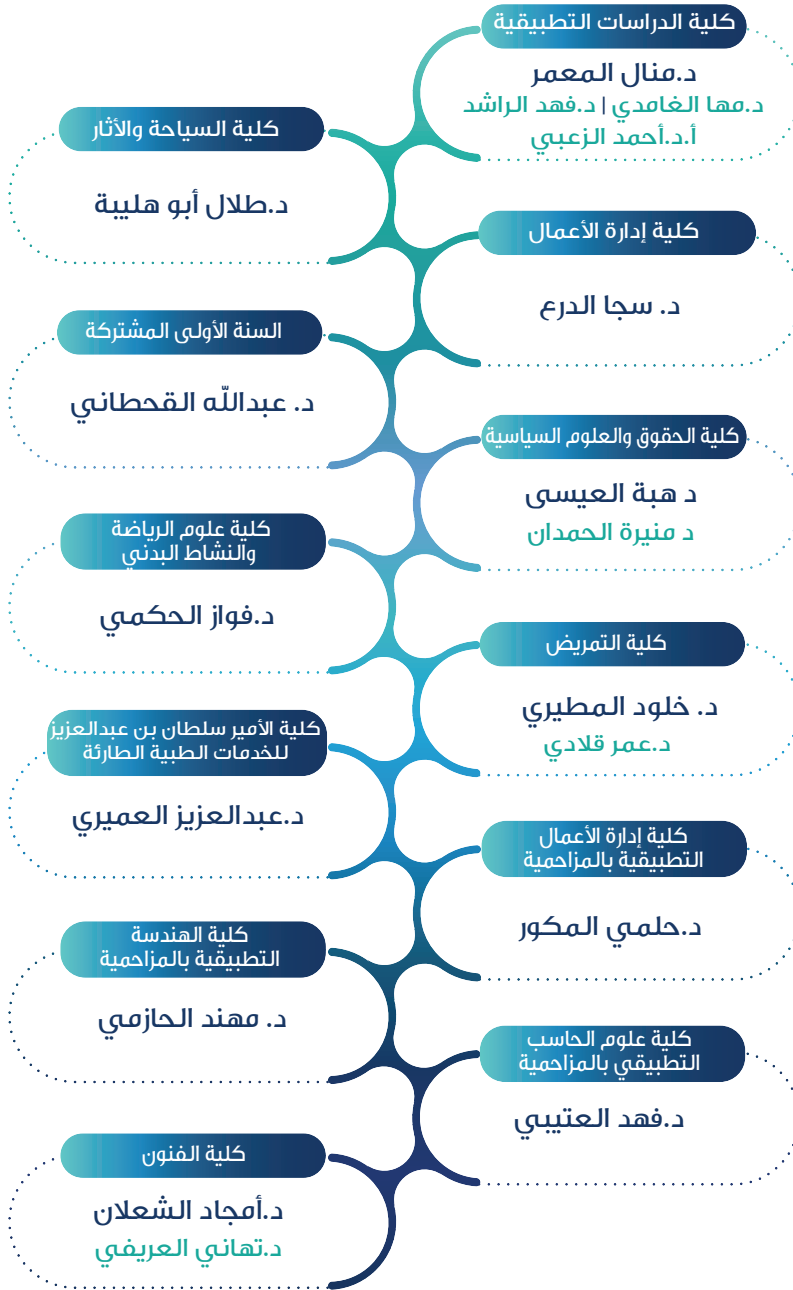 كلية الدراسات التطبيقية
د.منال المعمر
د.مها الغامدي | د.فهد الراشد
أ.د.أحمد الزعبي
كلية السياحة والأثار
د.طلال أبو هليبة
كلية إدارة الأعمال
د. سجا الدرع
السنة الأولى المشتركة
د. عبدالله القحطاني
كلية الحقوق والعلوم السياسية
د هبة العيسى
د منيرة الحمدان
كلية علوم الرياضة
والنشاط البدني
د.فواز الحكمي
كلية التمريض
د. خلود المطيري
د.عمر قلادي
كلية الأمير سلطان بن عبدالعزيز
للخدمات الطبية الطارئة
د.عبدالعزيز العميري
كلية إدارة الأعمال
التطبيقية بالمزاحمية
د.حلمي المكور
كلية الهندسة
التطبيقية بالمزاحمية
د. مهند الحازمي
كلية علوم الحاسب
التطبيقي بالمزاحمية
د.فهد العتيبي
كلية الفنون
د.أمجاد الشعلان
د.تهاني العريفي